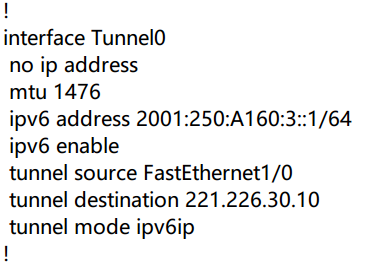 !
interface Tunnel0
no ip address
mtu 1476
ipv6 address 2001:250:A160:3::1/64
ipv6 enable
tunnel source FastEthernet1/0
tunnel destination 221.226.30.10
tunnel mode ipv6ip
!